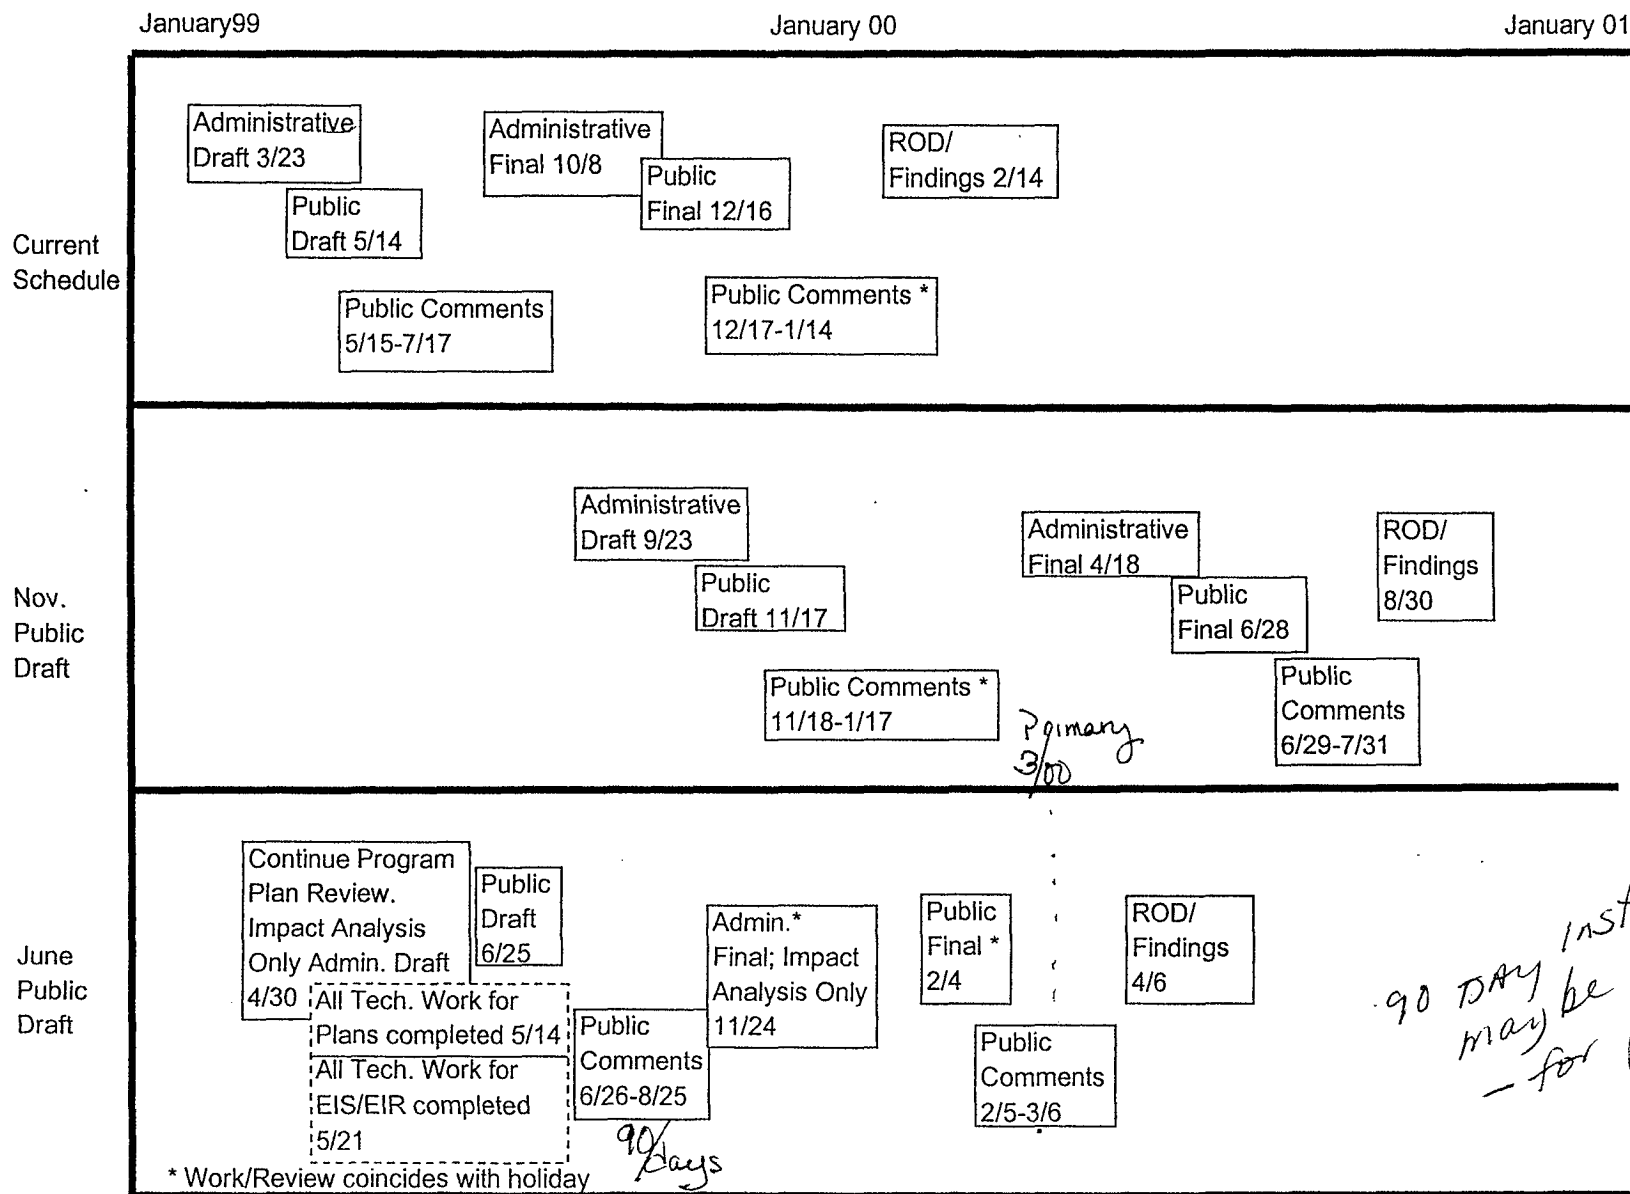 January99
January 00
January 01
Current
Schedule
Administrative
Draft 3/23
Public
Draft 5/14
Public Comments
5/15-7/17
Administrative
Final 10/8
Public
Final 12/16
Public Comments *
12/17-1/14
ROD/
Findings 2/14
Nov.
Public
Draft
Administrative
Draft 9/23
Public
Draft 11/17
Public Comments *
11/18-1/17
Administrative
Final 4/18
Public
Final 6/28
Public
Comments
6/29-7/31
ROD/
Findings
8/30
Primary
3/00
June
Public
Draft
Continue Program
Plan Review.
Impact Analysis
Only Admin. Draft
4/30
All Tech. Work for
Plans completed 5/14
All Tech. Work for
EIS/EIR completed
5/21
Public
Draft
6/25
Public
Comments
6/26-8/25
90 days
Admin.*
Final; Impact
Analysis Only
11/24
Public
Final *
2/4
Public
Comments
2/5-3/6
ROD/
Findings
4/6
90 DAY
may be
- for
* Work/Review coincides with holiday